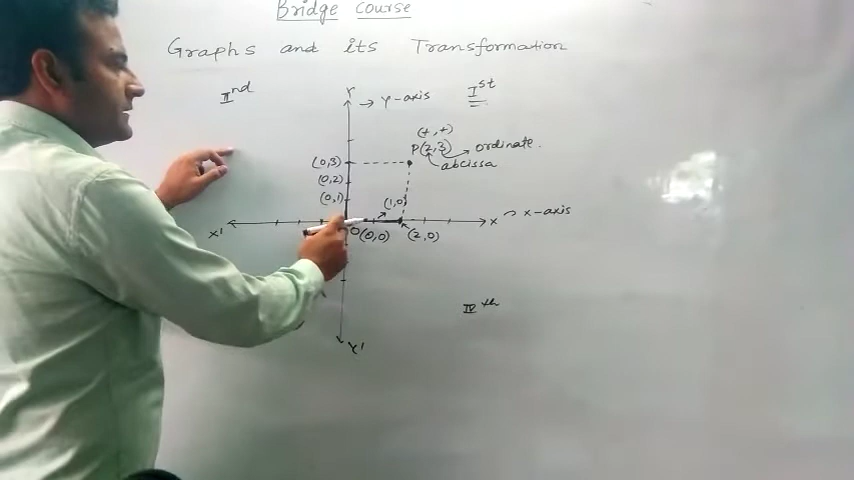 Bridge course
Graphs and its Transformation
IInd
Y
→ Y-axis
Ist
(+,+)
P(2,3) → ordinate.
abcissa
(0,3)
(0,2)
(0,1)
(1,0)
X'
X
x-axis
O(0,0)
(2,0)
IVth
Y'